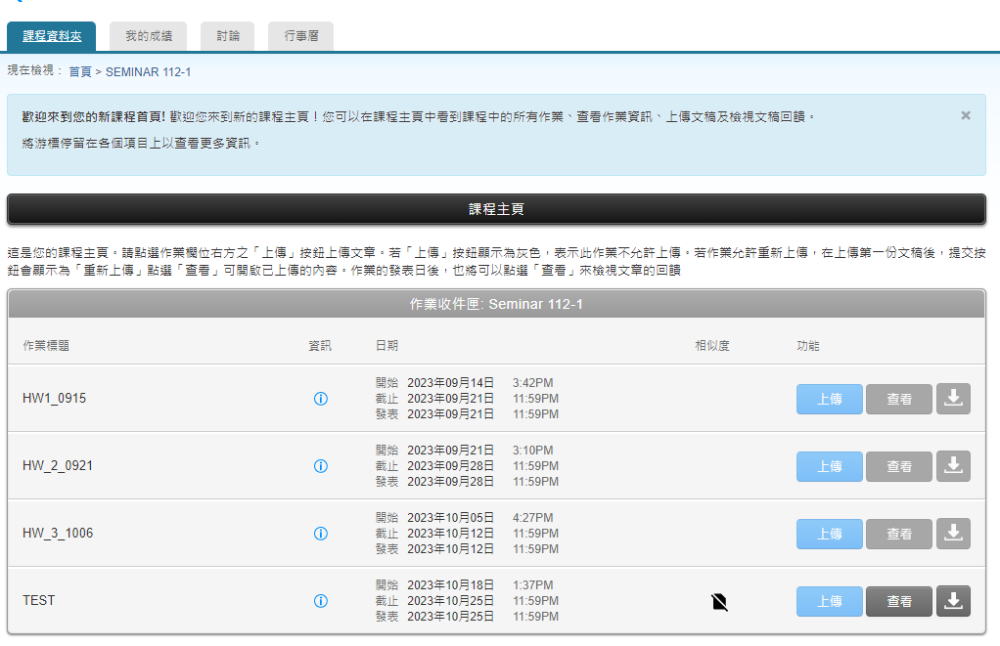 課程資料夾 我的成績 討論 行事曆
現在檢視： 首頁 > SEMINAR 112-1
歡迎來到您的新課程首頁! 歡迎您來到新的課程主頁！您可以在課程主頁中看到課程中的所有作業、查看作業資訊、上傳文稿及檢視文稿回饋。 ×
將游標停留在各個項目上以查看更多資訊。
課程主頁
這是您的課程主頁。請點選作業欄位右方之「上傳」按鈕上傳文章。若「上傳」按鈕顯示為灰色，表示此作業不允許上傳。若作業允許重新上傳，在上傳第一份文稿後，提交按
鈕會顯示為「重新上傳」點選「查看」可開啟已上傳的內容。作業的發表日後，也將可以點選「查看」來檢視文章的回饋
作業收件匣: Seminar 112-1
作業標題 資訊 日期 相似度 功能
開始 2023年09月14日 3:42PM
HW1_0915 截止 2023年09月21日 11:59PM 上傳 查看
發表 2023年09月21日 11:59PM
開始 2023年09月21日 3:10PM
HW_2_0921 截止 2023年09月28日 11:59PM 上傳 查看
發表 2023年09月28日 11:59PM
開始 2023年10月05日 4:27PM
HW_3_1006 截止 2023年10月12日 11:59PM 上傳 查看
發表 2023年10月12日 11:59PM
開始 2023年10月18日 1:37PM
TEST 截止 2023年10月25日 11:59PM 上傳 查看
發表 2023年10月25日 11:59PM